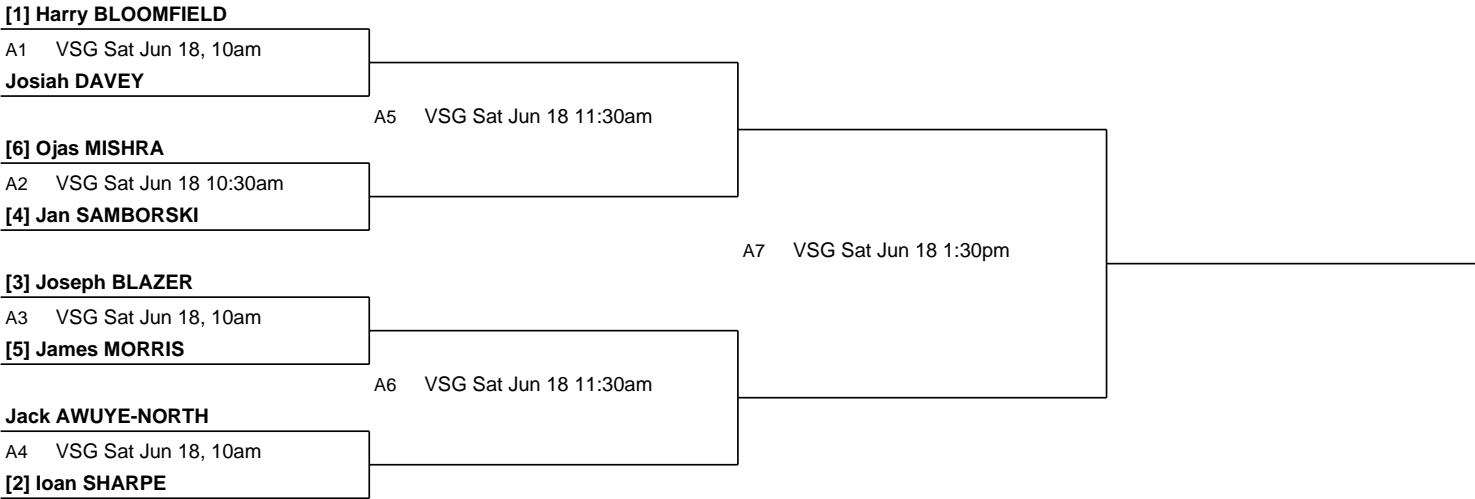 [1] Harry BLOOMFIELD
A1 VSG Sat Jun 18, 10am
Josiah DAVEY
A5 VSG Sat Jun 18 11:30am
[6] Ojas MISHRA
A2 VSG Sat Jun 18 10:30am
[4] Jan SAMBORSKI
A7 VSG Sat Jun 18 1:30pm
[3] Joseph BLAZER
A3 VSG Sat Jun 18, 10am
[5] James MORRIS
A6 VSG Sat Jun 18 11:30am
Jack AWUYE-NORTH
A4 VSG Sat Jun 18, 10am
[2] Ioan SHARPE